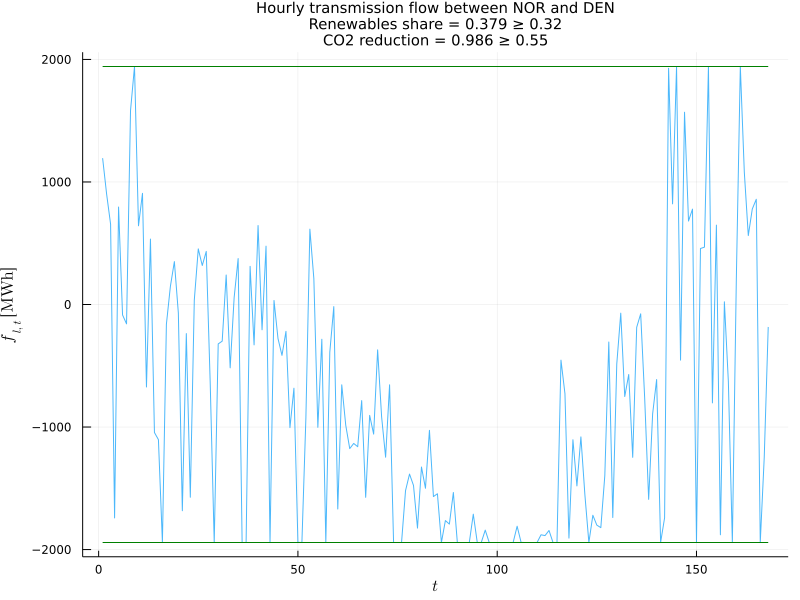 Hourly transmission flow between NOR and DEN
Renewables share = 0.379 ≥ 0.32
CO2 reduction = 0.986 ≥ 0.55
2000
1000
0
−1000
−2000
f l,t [MWh]
0
50
100
150
t